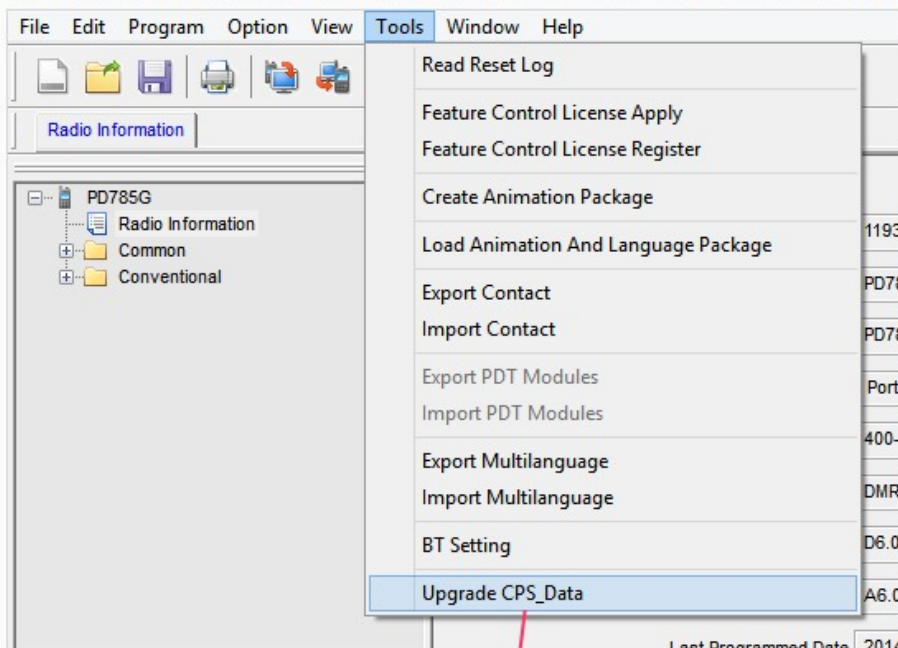 File Edit Program Option View Tools Window Help
Read Reset Log
Radio Information
Feature Control License Apply
Feature Control License Register
PD785G
Radio Information
Common
Conventional
Create Animation Package
Load Animation And Language Package
Export Contact
Import Contact
Export PDT Modules
Import PDT Modules
Export Multilanguage
Import Multilanguage
BT Setting
Upgrade CPS_Data
1193
PD78
PD78
Port
400-
DMR
D6.0
A6.0
Last Programmed Date 2014